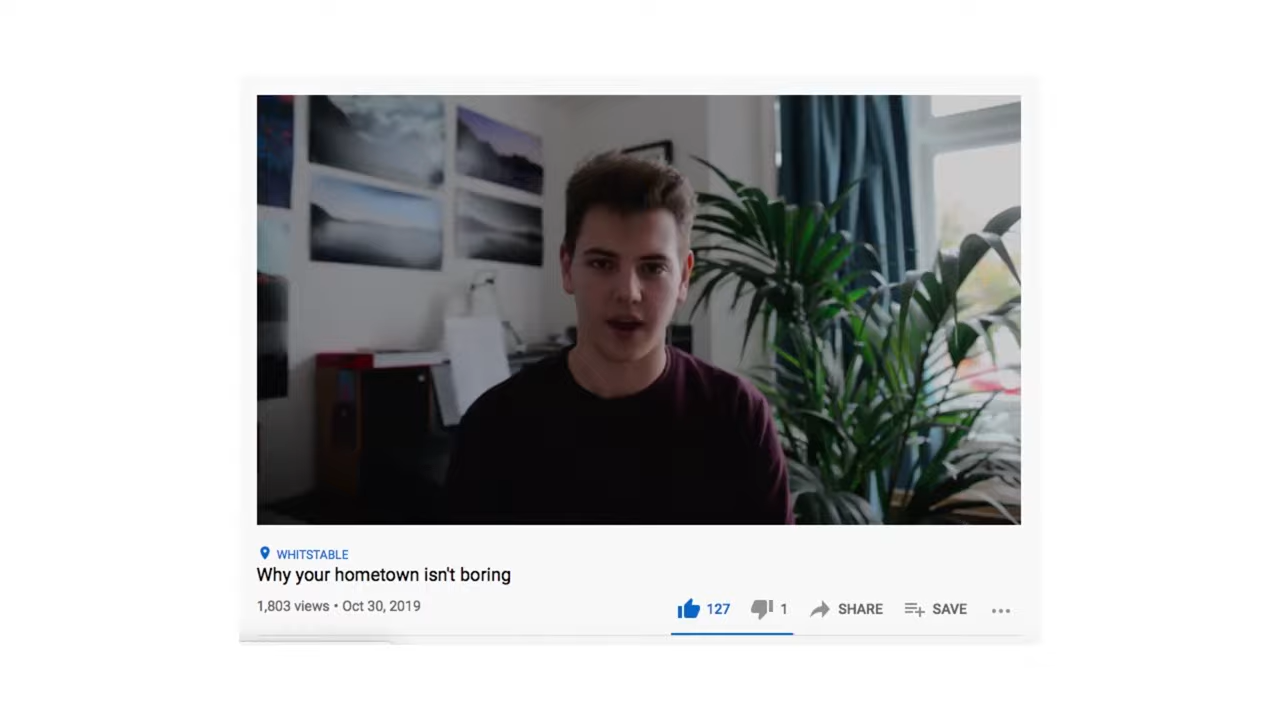 WHITSTABLE
Why your hometown isn't boring
1,803 views • Oct 30, 2019
127 1 SHARE SAVE